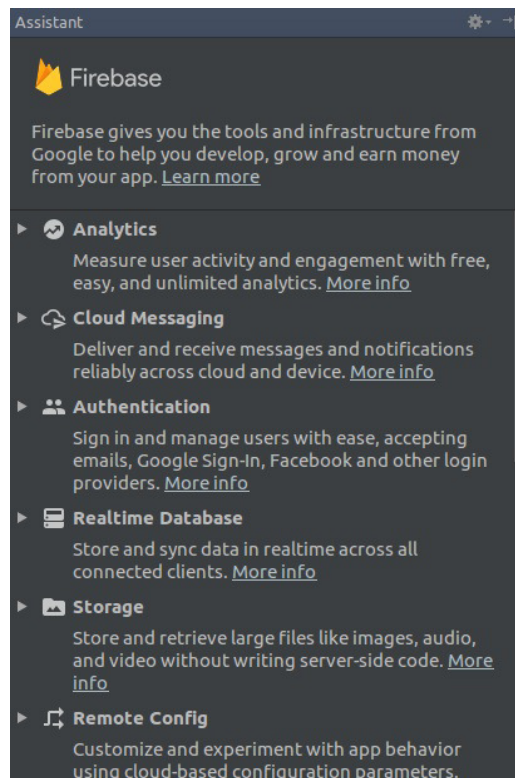 Assistant
Firebase
Firebase gives you the tools and infrastructure from
Google to help you develop, grow and earn money
from your app. Learn more
Analytics
Measure user activity and engagement with free,
easy, and unlimited analytics. More info
Cloud Messaging
Deliver and receive messages and notifications
reliably across cloud and device. More info
Authentication
Sign in and manage users with ease, accepting
emails, Google Sign-In, Facebook and other login
providers. More info
Realtime Database
Store and sync data in realtime across all
connected clients. More info
Storage
Store and retrieve large files like images, audio,
and video without writing server-side code. More
info
Remote Config
Customize and experiment with app behavior
using cloud-based configuration parameters.